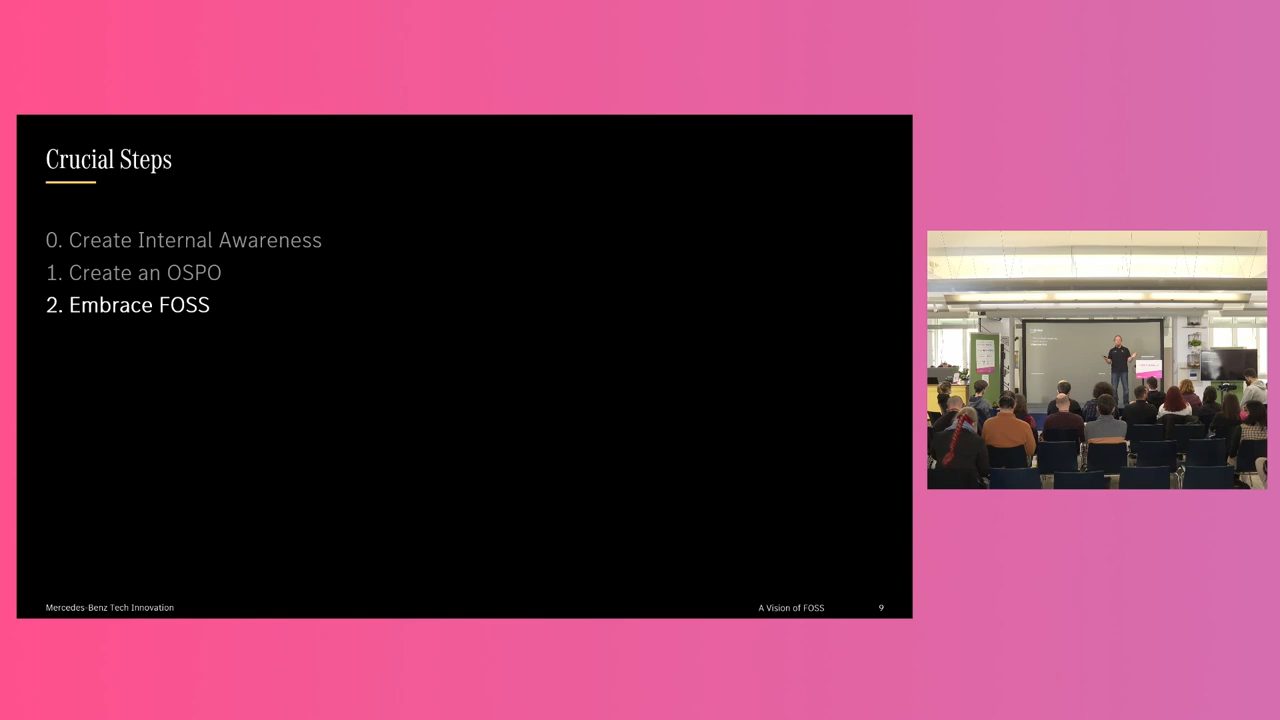 Crucial Steps
0. Create Internal Awareness
1. Create an OSPO
2. Embrace FOSS
Mercedes-Benz Tech Innovation
A Vision of FOSS
9